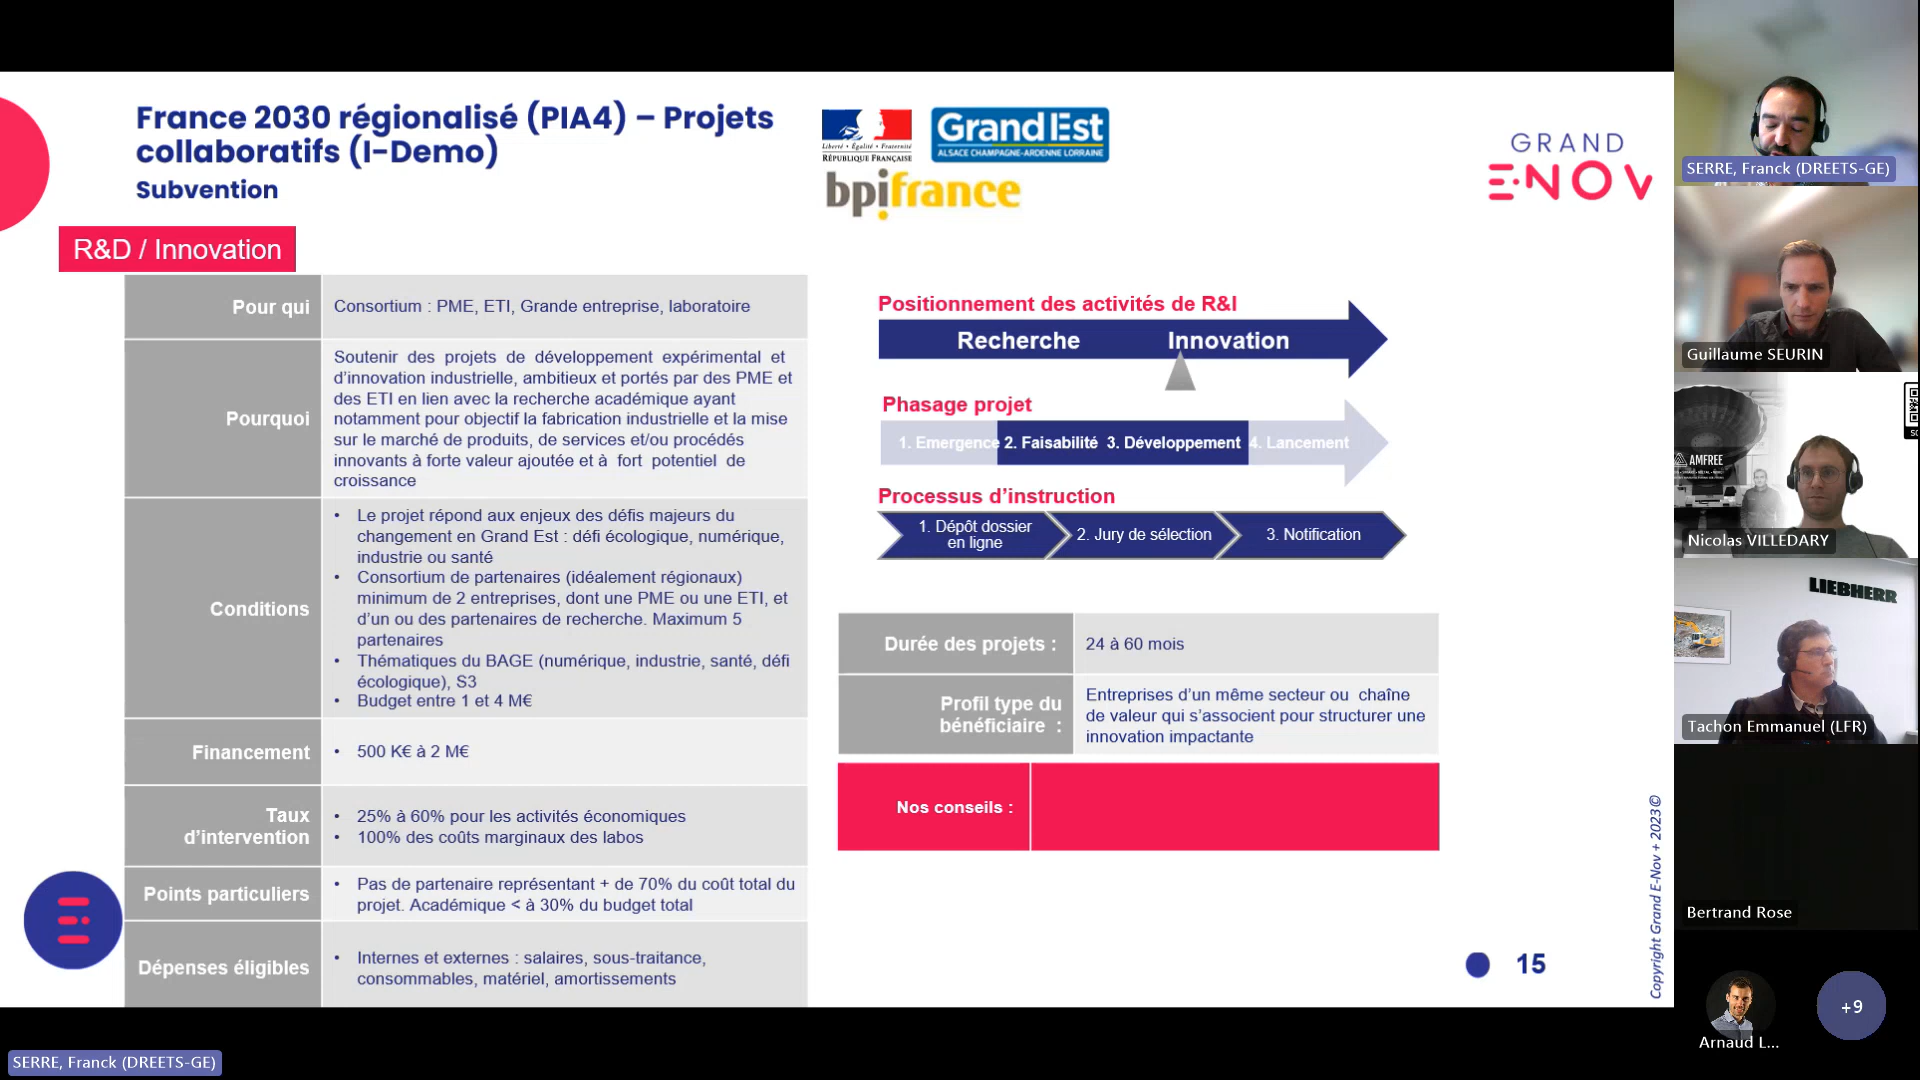 France 2030 régionalisé (PIA4) – Projets
collaboratifs (I-Demo)
Subvention
Liberté • Égalité • Fraternité
RÉPUBLIQUE FRANÇAISE
GrandEst
ALSACE CHAMPAGNE-ARDENNE LORRAINE
bpifrance
GRAND
E-NOV
R&D / Innovation
Pour qui
Consortium : PME, ETI, Grande entreprise, laboratoire
Pourquoi
Soutenir des projets de développement expérimental et
d’innovation industrielle, ambitieux et portés par des PME et
des ETI en lien avec la recherche académique ayant
notamment pour objectif la fabrication industrielle et la mise
sur le marché de produits, de services et/ou procédés
innovants à forte valeur ajoutée et à fort potentiel de
croissance
Conditions
• Le projet répond aux enjeux des défis majeurs du
changement en Grand Est : défi écologique, numérique,
industrie ou santé
• Consortium de partenaires (idéalement régionaux)
minimum de 2 entreprises, dont une PME ou une ETI, et
d’un ou des partenaires de recherche. Maximum 5
partenaires
• Thématiques du BAGE (numérique, industrie, santé, défi
écologique), S3
• Budget entre 1 et 4 M€
Financement
• 500 K€ à 2 M€
Taux
d’intervention
• 25% à 60% pour les activités économiques
• 100% des coûts marginaux des labos
Points particuliers
• Pas de partenaire représentant + de 70% du coût total du
projet. Académique < à 30% du budget total
Dépenses éligibles
• Internes et externes : salaires, sous-traitance,
consommables, matériel, amortissements
Positionnement des activités de R&I
Recherche
Innovation
Phasage projet
1. Emergence 2. Faisabilité 3. Développement 4. Lancement
Processus d’instruction
1. Dépôt dossier
en ligne
2. Jury de sélection
3. Notification
Durée des projets :
24 à 60 mois
Profil type du
bénéficiaire :
Entreprises d’un même secteur ou chaîne
de valeur qui s’associent pour structurer une
innovation impactante
Nos conseils :
15
Copyright Grand E-Nov + 2023©
SERRE, Franck (DREETS-GE)
Guillaume SEURIN
AMFREE
Nicolas VILLEDARY
LIEBHERR
Tachon Emmanuel (LFR)
Bertrand Rose
Arnaud L...
+9
SERRE, Franck (DREETS-GE)